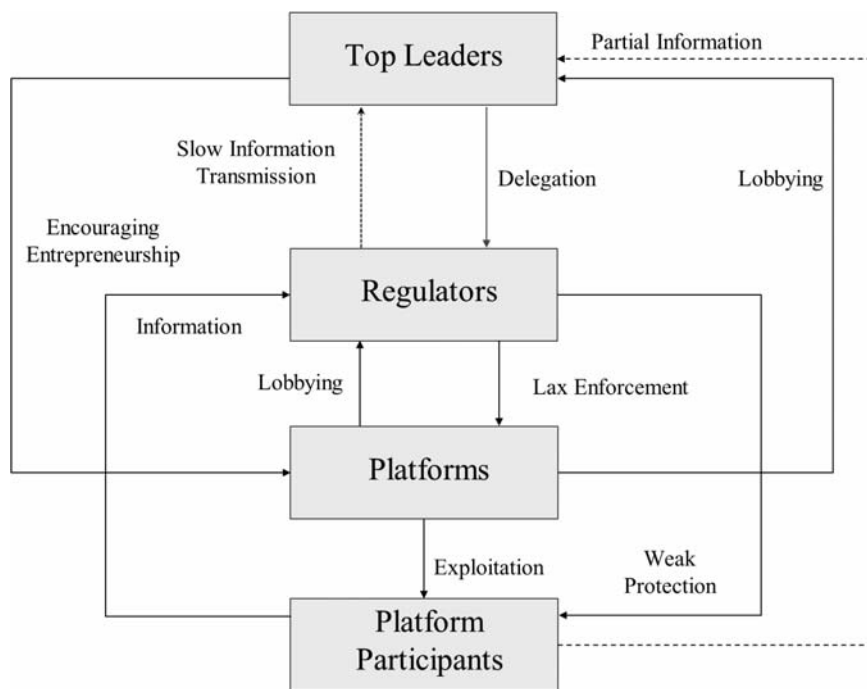 Top Leaders
Partial Information
Slow Information
Transmission
Delegation
Lobbying
Encouraging
Entrepreneurship
Regulators
Information
Lobbying
Lax Enforcement
Platforms
Exploitation
Weak
Protection
Platform
Participants